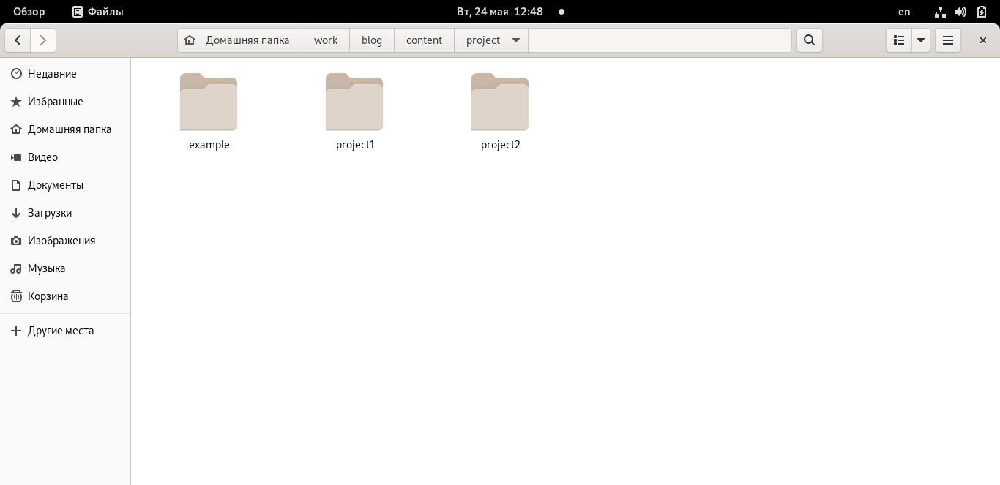 Обзор Файлы Вт, 24 мая 12:48 en
Домашняя папка work blog content project
Недавние
Избранные
Домашняя папка
Видео
Документы
Загрузки
Изображения
Музыка
Корзина
Другие места
example project1 project2